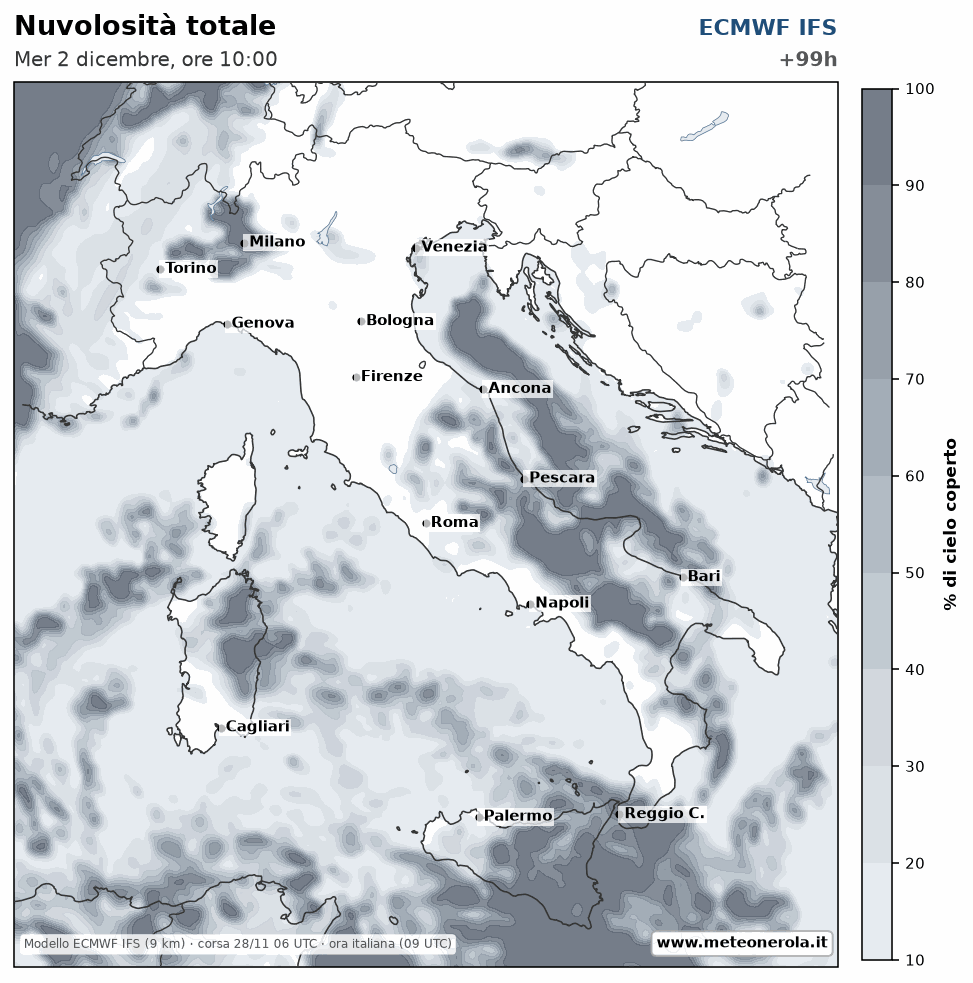 Nuvolosità totale
ECMWF IFS
Mer 2 dicembre, ore 10:00
+99h
Milano
Venezia
Torino
Genova
Bologna
Firenze
Ancona
Pescara
Roma
Bari
Napoli
Cagliari
Palermo
Reggio C.
Modello ECMWF IFS (9 km) · corsa 28/11 06 UTC · ora italiana (09 UTC)
www.meteonerola.it
100
90
80
70
60
50
40
30
20
10
% di cielo coperto